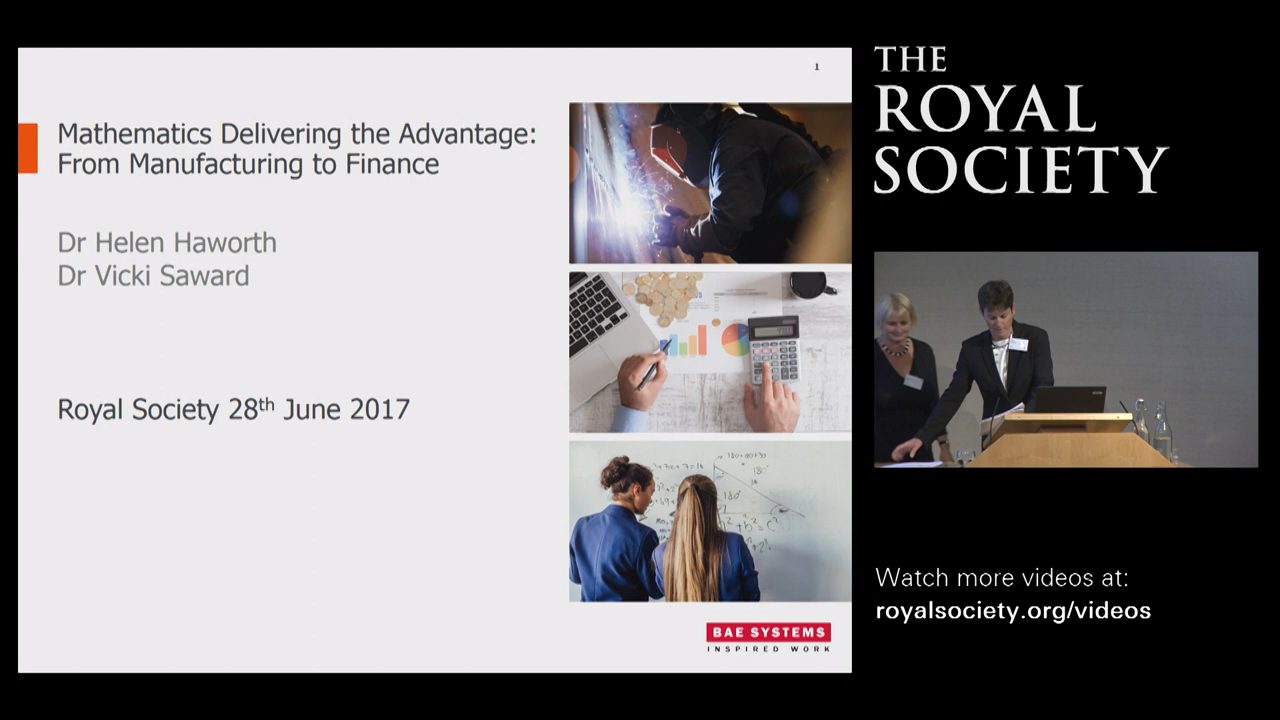 1
Mathematics Delivering the Advantage:
From Manufacturing to Finance
Dr Helen Haworth
Dr Vicki Saward
Royal Society 28th June 2017
180°
BAE SYSTEMS
INSPIRED WORK
THE
ROYAL
SOCIETY
Watch more videos at:
royalsociety.org/videos